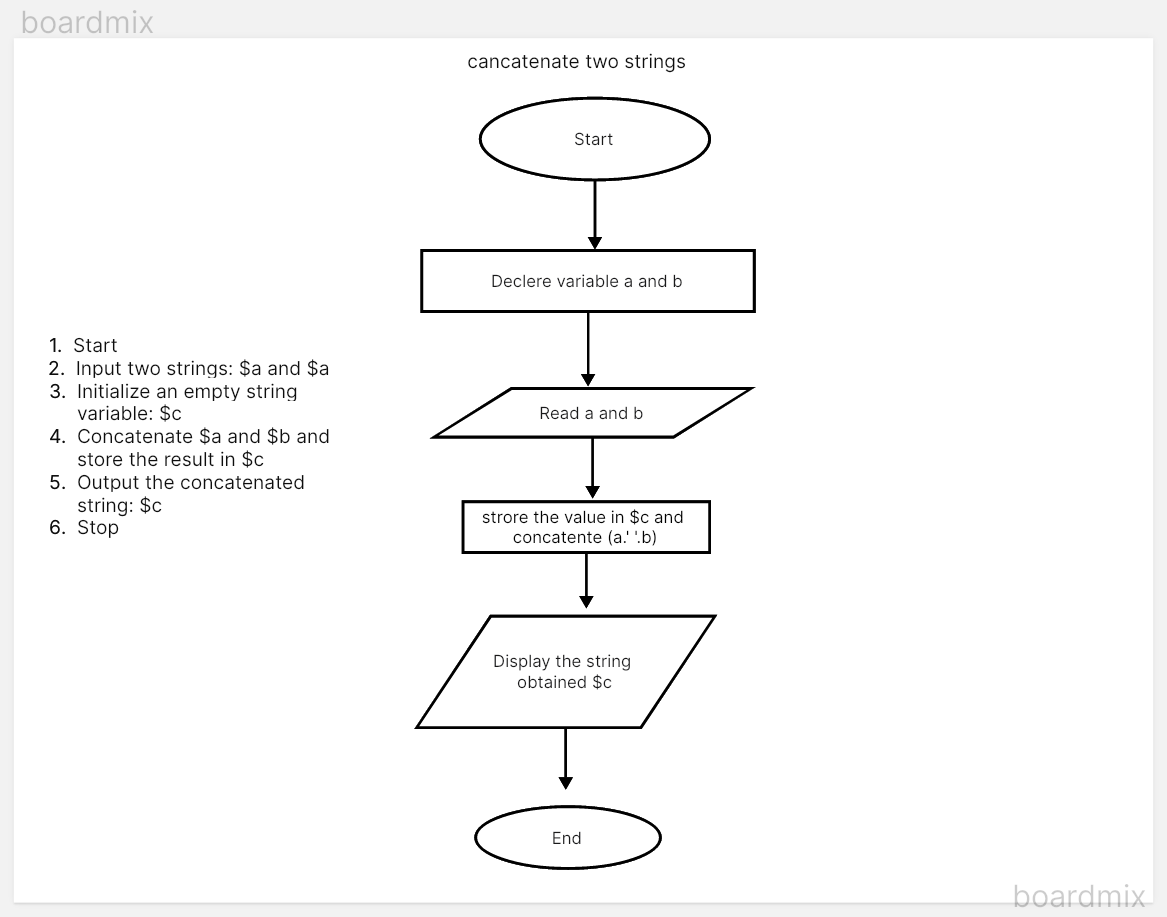 boardmix
cancatenate two strings
Start
Declere variable a and b
1. Start
2. Input two strings: $a and $a
3. Initialize an empty string
variable: $c
4. Concatenate $a and $b and
store the result in $c
5. Output the concatenated
string: $c
6. Stop
Read a and b
strore the value in $c and
concatente (a.' '.b)
Display the string
obtained $c
End
boardmix